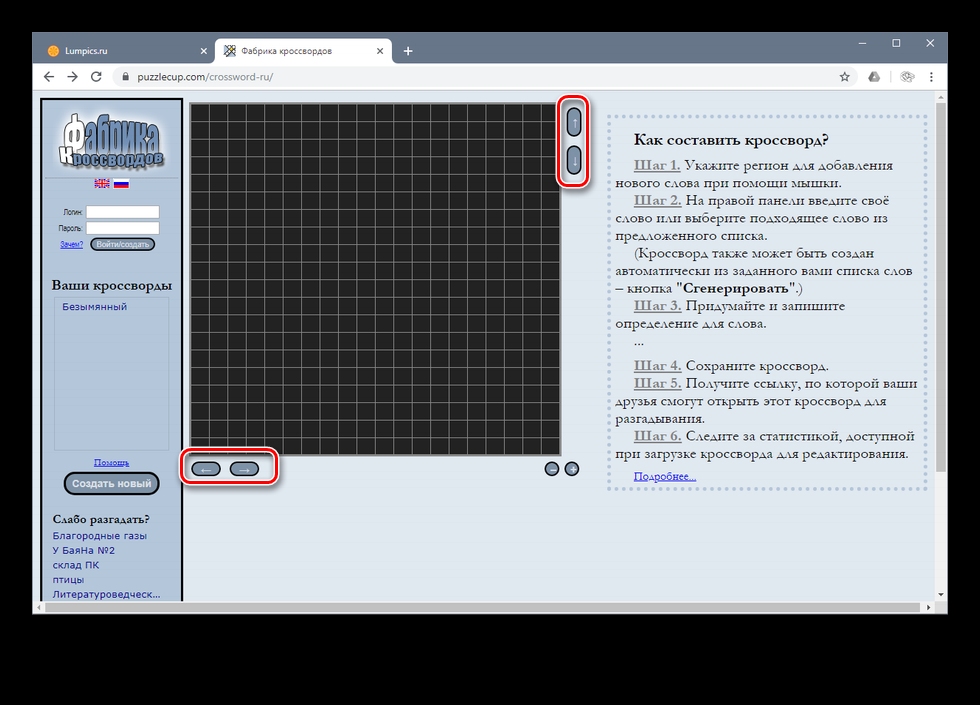 Lumpics.ru
Фабрика кроссвордов
puzzlecup.com/crossword-ru/
Фабрика
Кроссвордов
Логин:
Пароль:
Зачем?
Войти/создать
Ваши кроссворды
Безымянный
Помощь
Создать новый
Слабо разгадать?
Благородные газы
У БаяНа №2
склад ПК
птицы
Литературоведческ...
Как составить кроссворд?
Шаг 1. Укажите регион для добавления
нового слова при помощи мышки.
Шаг 2. На правой панели введите своё
слово или выберите подходящее слово из
предложенного списка.
(Кроссворд также может быть создан
автоматически из заданного вами списка слов
– кнопка "Сгенерировать".)
Шаг 3. Придумайте и запишите
определение для слова.
...
Шаг 4. Сохраните кроссворд.
Шаг 5. Получите ссылку, по которой ваши
друзья смогут открыть этот кроссворд для
разгадывания.
Шаг 6. Следите за статистикой, доступной
при загрузке кроссворда для редактирования.
Подробнее...